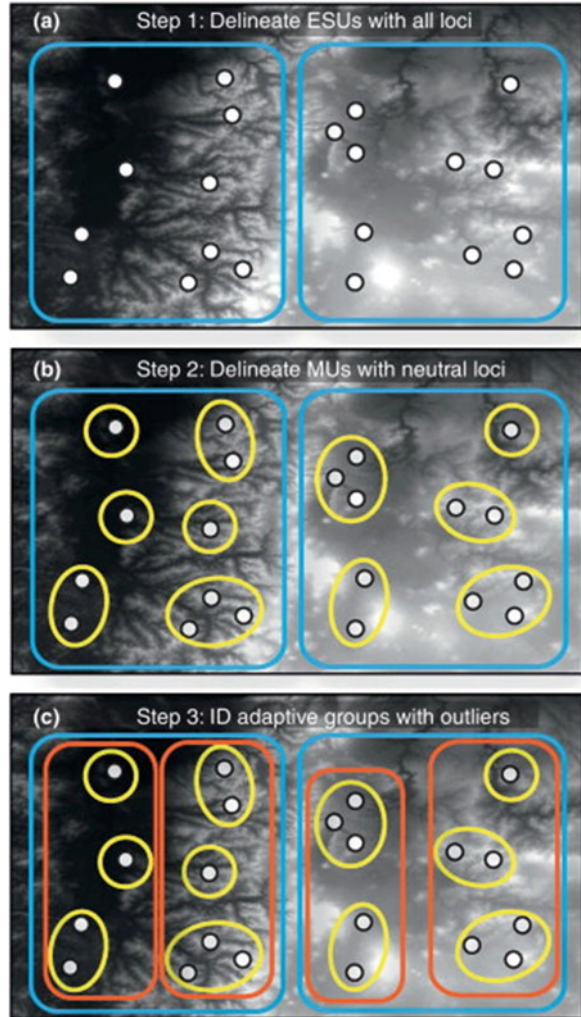 (a) Step 1: Delineate ESUs with all loci
(b) Step 2: Delineate MUs with neutral loci
(c) Step 3: ID adaptive groups with outliers